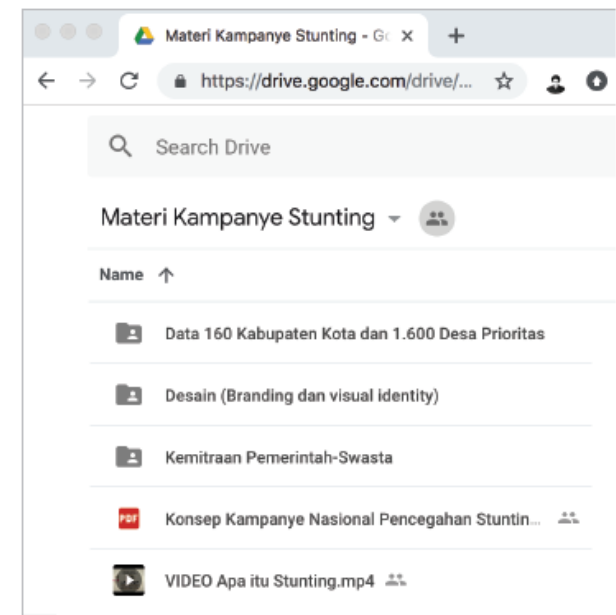 Materi Kampanye Stunting - Go
https://drive.google.com/drive/...
Search Drive
Materi Kampanye Stunting
Name
Data 160 Kabupaten Kota dan 1.600 Desa Prioritas
Desain (Branding dan visual identity)
Kemitraan Pemerintah-Swasta
PDF Konsep Kampanye Nasional Pencegahan Stuntin...
VIDEO Apa itu Stunting.mp4